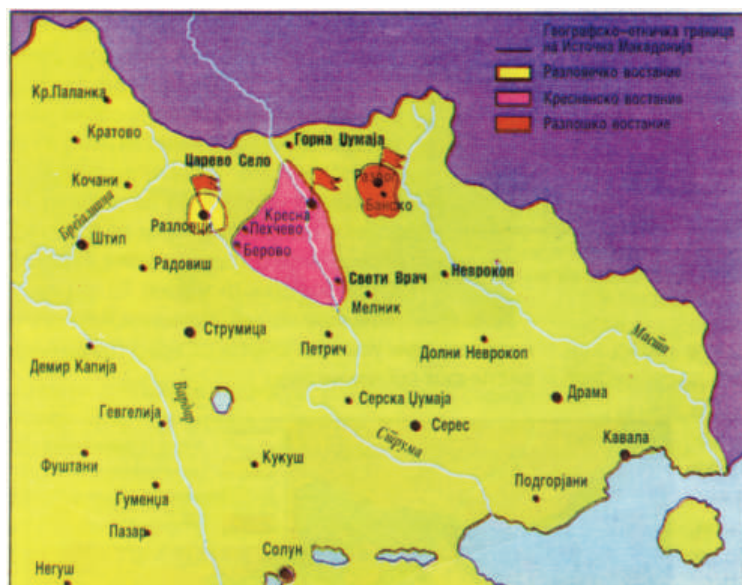 Географско-етничка граница
на Источна Македонија
Разловечко востание
Кресненско востание
Разлошко востание
Кр.Паланка
Кратово
Горна Џумаја
Царево Село
Разлог
Кочани
Банско
Кресна
Брегалница
Разловци
Пехчево
Штип
Берово
Радовиш
Свети Врач
Неврокоп
Мелник
Струмица
Петрич
Долни Неврокоп
Места
Демир Капија
Вардар
Серска Џумаја
Драма
Гевгелија
Струма
Серес
Кавала
Фуштани
Кукуш
Подгорјани
Гуменџа
Пазар
Солун
Негуш